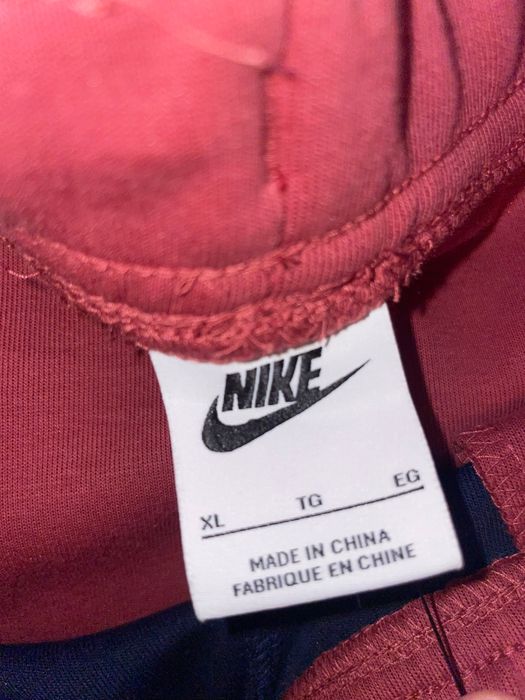 NIKE
XL TG EG
MADE IN CHINA
FABRIQUE EN CHINE